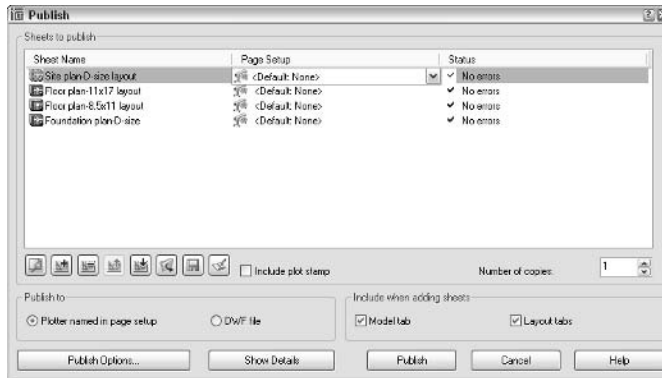 Publish
Sheets to publish
Sheet Name Page Setup Status
Site plan-D-size layout <Default: None> No errors
Floor plan-11x17 layout <Default: None> No errors
Floor plan-8.5x11 layout <Default: None> No errors
Foundation plan-D-size <Default: None> No errors
Include plot stamp Number of copies: 1
Publish to Include when adding sheets
Plotter named in page setup DWF file Model tab Layout tabs
Publish Options... Show Details Publish Cancel Help